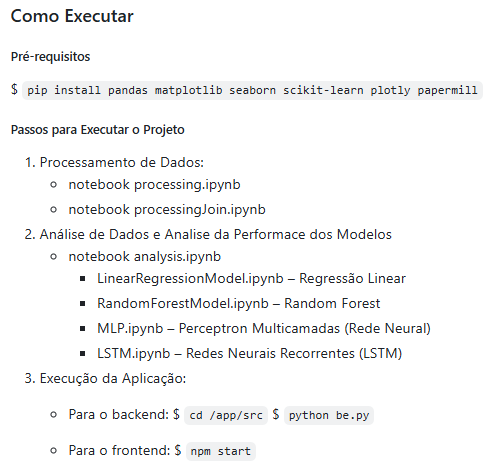 Como Executar
Pré-requisitos
$ pip install pandas matplotlib seaborn scikit-learn plotly papermill
Passos para Executar o Projeto
1. Processamento de Dados:
◦ notebook processing.ipynb
◦ notebook processingJoin.ipynb
2. Análise de Dados e Analise da Performace dos Modelos
◦ notebook analysis.ipynb
▪ LinearRegressionModel.ipynb – Regressão Linear
▪ RandomForestModel.ipynb – Random Forest
▪ MLP.ipynb – Perceptron Multicamadas (Rede Neural)
▪ LSTM.ipynb – Redes Neurais Recorrentes (LSTM)
3. Execução da Aplicação:
◦ Para o backend: $ cd /app/src $ python be.py
◦ Para o frontend: $ npm start